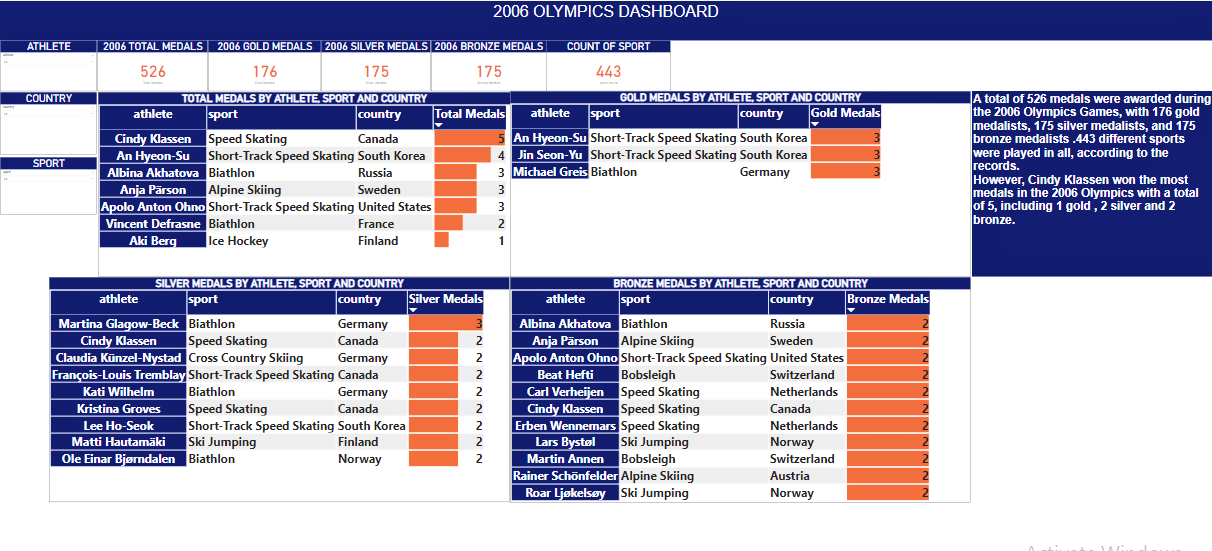 2006 OLYMPICS DASHBOARD
ATHLETE
2006 TOTAL MEDALS
2006 GOLD MEDALS
2006 SILVER MEDALS
2006 BRONZE MEDALS
COUNT OF SPORT
526
176
175
175
443
COUNTRY
SPORT
TOTAL MEDALS BY ATHLETE, SPORT AND COUNTRY
athlete sport country Total Medals
Cindy Klassen Speed Skating Canada 5
An Hyeon-Su Short-Track Speed Skating South Korea 4
Albina Akhatova Biathlon Russia 3
Anja Pärson Alpine Skiing Sweden 3
Apolo Anton Ohno Short-Track Speed Skating United States 3
Vincent Defrasne Biathlon France 2
Aki Berg Ice Hockey Finland 1
GOLD MEDALS BY ATHLETE, SPORT AND COUNTRY
athlete sport country Gold Medals
An Hyeon-Su Short-Track Speed Skating South Korea 3
Jin Seon-Yu Short-Track Speed Skating South Korea 3
Michael Greis Biathlon Germany 3
A total of 526 medals were awarded during
the 2006 Olympics Games, with 176 gold
medalists, 175 silver medalists, and 175
bronze medalists .443 different sports
were played in all, according to the
records.
However, Cindy Klassen won the most
medals in the 2006 Olympics with a total
of 5, including 1 gold , 2 silver and 2
bronze.
SILVER MEDALS BY ATHLETE, SPORT AND COUNTRY
athlete sport country Silver Medals
Martina Glagow-Beck Biathlon Germany 3
Cindy Klassen Speed Skating Canada 2
Claudia Künzel-Nystad Cross Country Skiing Germany 2
François-Louis Tremblay Short-Track Speed Skating Canada 2
Kati Wilhelm Biathlon Germany 2
Kristina Groves Speed Skating Canada 2
Lee Ho-Seok Short-Track Speed Skating South Korea 2
Matti Hautamäki Ski Jumping Finland 2
Ole Einar Bjørndalen Biathlon Norway 2
BRONZE MEDALS BY ATHLETE, SPORT AND COUNTRY
athlete sport country Bronze Medals
Albina Akhatova Biathlon Russia 2
Anja Pärson Alpine Skiing Sweden 2
Apolo Anton Ohno Short-Track Speed Skating United States 2
Beat Hefti Bobsleigh Switzerland 2
Carl Verheijen Speed Skating Netherlands 2
Cindy Klassen Speed Skating Canada 2
Erben Wennemars Speed Skating Netherlands 2
Lars Bystøl Ski Jumping Norway 2
Martin Annen Bobsleigh Switzerland 2
Rainer Schönfelder Alpine Skiing Austria 2
Roar Ljøkelsøy Ski Jumping Norway 2
Activate Windows